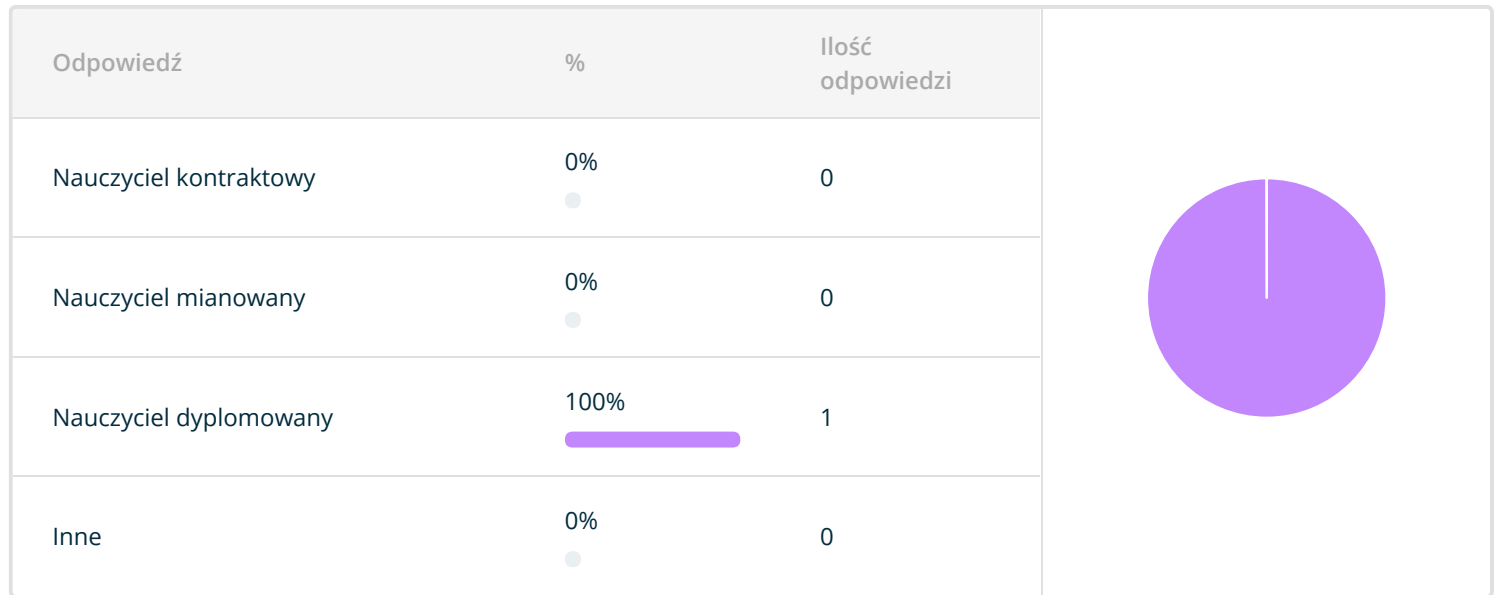 Odpowiedź % Ilość
odpowiedzi
Nauczyciel kontraktowy 0% 0
Nauczyciel mianowany 0% 0
Nauczyciel dyplomowany 100% 1
Inne 0% 0